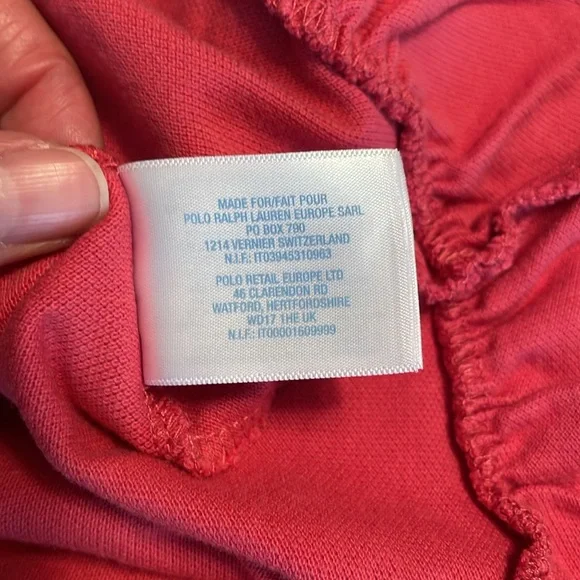 MADE FOR/FAIT POUR
POLO RALPH LAUREN EUROPE SARL
PO BOX 790
1214 VERNIER SWITZERLAND
N.I.F.: IT03945310963
POLO RETAIL EUROPE LTD
46 CLARENDON RD
WATFORD, HERTFORDSHIRE
WD17 1HE UK
N.I.F.: IT00001609999